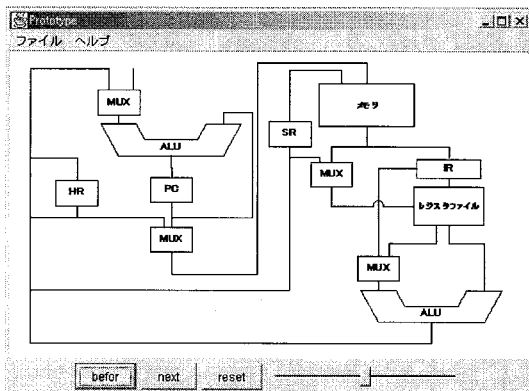 Prototype
ファイル ヘルプ
MUX
メモリ
SR
ALU
MUX
IR
HR
PC
レジスタファイル
MUX
MUX
ALU
befor next reset